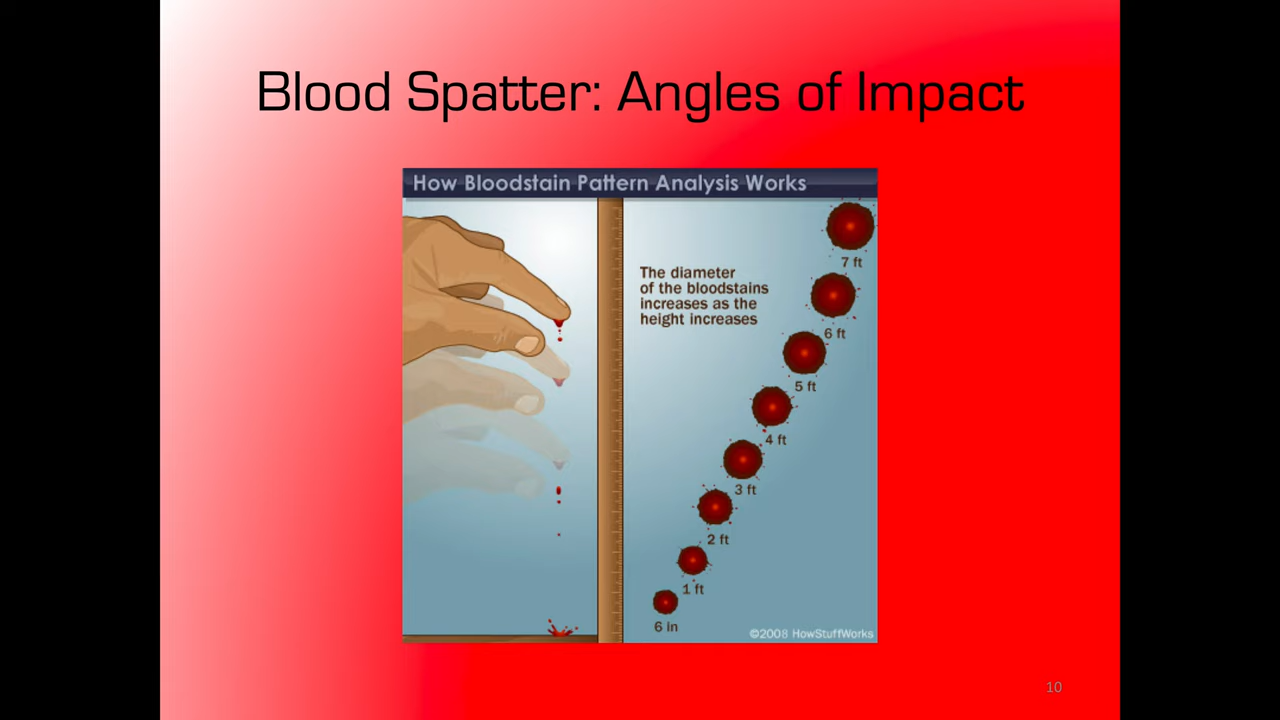 Blood Spatter: Angles of Impact
How Bloodstain Pattern Analysis Works
The diameter
of the bloodstains
increases as the
height increases
7 ft
6 ft
5 ft
4 ft
3 ft
2 ft
1 ft
6 in
©2008 HowStuffWorks
10